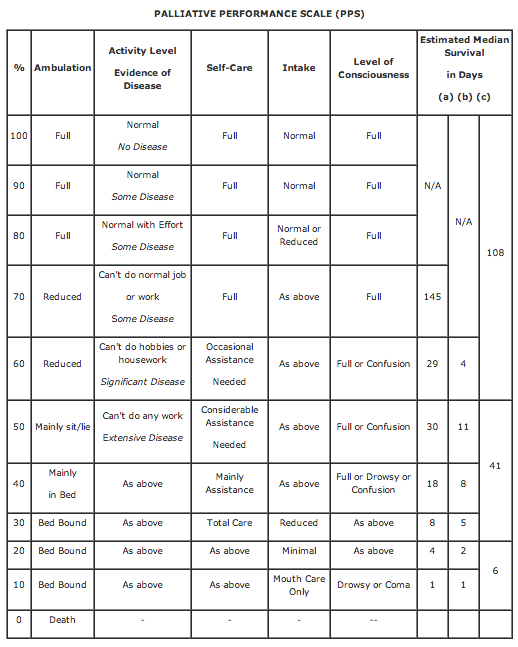 PALLIATIVE PERFORMANCE SCALE (PPS)
% Ambulation Activity Level Evidence of Disease Self-Care Intake Level of Consciousness Estimated Median Survival in Days (a) (b) (c)
100 Full Normal No Disease Full Normal Full N/A N/A 108
90 Full Normal Some Disease Full Normal Full
80 Full Normal with Effort Some Disease Full Normal or Reduced Full
70 Reduced Can't do normal job or work Some Disease Full As above Full 145
60 Reduced Can't do hobbies or housework Significant Disease Occasional Assistance Needed As above Full or Confusion 29 4
50 Mainly sit/lie Can't do any work Extensive Disease Considerable Assistance Needed As above Full or Confusion 30 11 41
40 Mainly in Bed As above Mainly Assistance As above Full or Drowsy or Confusion 18 8
30 Bed Bound As above Total Care Reduced As above 8 5
20 Bed Bound As above As above Minimal As above 4 2 6
10 Bed Bound As above As above Mouth Care Only Drowsy or Coma 1 1
0 Death - - - --